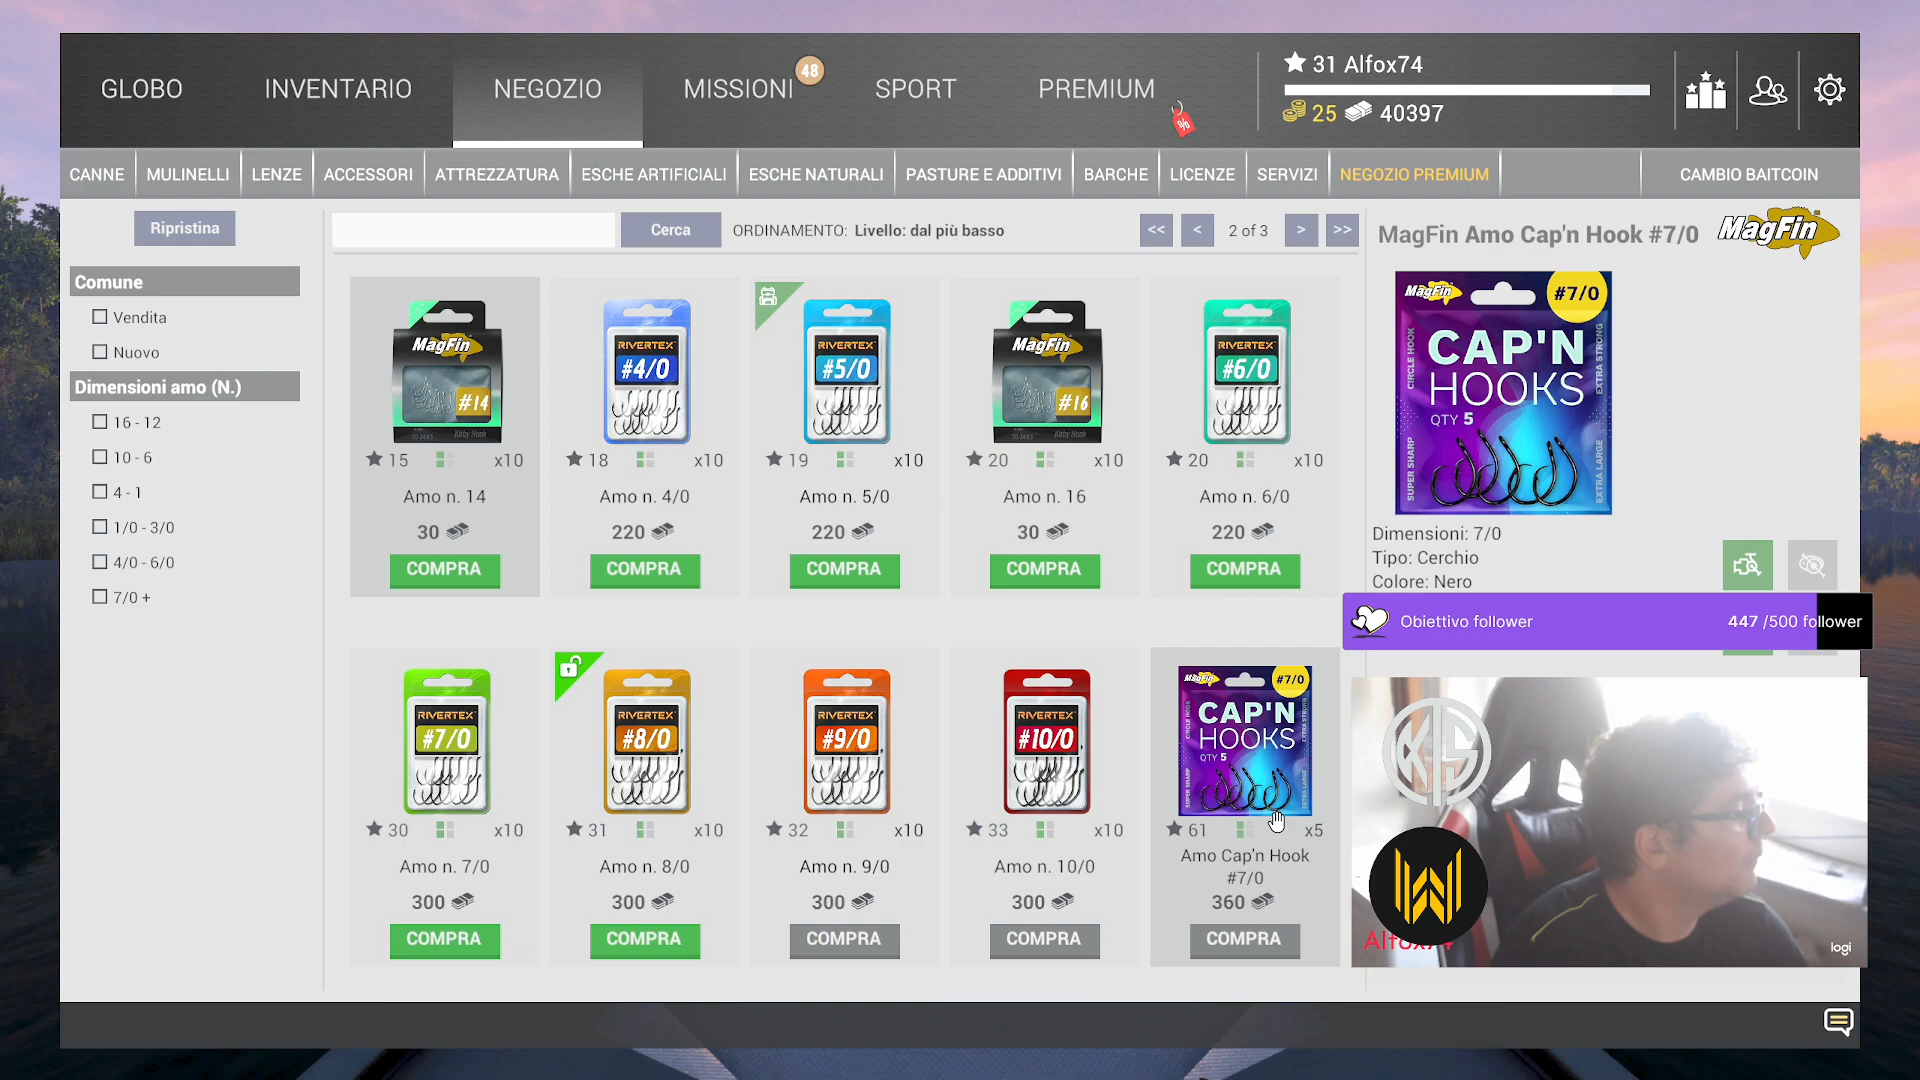 GLOBO
INVENTARIO
NEGOZIO
MISSIONI
48
SPORT
PREMIUM
%
31 Alfox74
25
40397
CANNE
MULINELLI
LENZE
ACCESSORI
ATTREZZATURA
ESCHE ARTIFICIALI
ESCHE NATURALI
PASTURE E ADDITIVI
BARCHE
LICENZE
SERVIZI
NEGOZIO PREMIUM
CAMBIO BAITCOIN
Ripristina
Cerca
ORDINAMENTO: Livello: dal più basso
<<
<
2 of 3
>
>>
Comune
Vendita
Nuovo
Dimensioni amo (N.)
16 - 12
10 - 6
4 - 1
1/0 - 3/0
4/0 - 6/0
7/0 +
MagFin
#14
Kirby Hook
15
x10
Amo n. 14
30
COMPRA
RIVERTEX
#4/0
18
x10
Amo n. 4/0
220
COMPRA
RIVERTEX
#5/0
19
x10
Amo n. 5/0
220
COMPRA
MagFin
#16
Kirby Hook
20
x10
Amo n. 16
30
COMPRA
RIVERTEX
#6/0
20
x10
Amo n. 6/0
220
COMPRA
RIVERTEX
#7/0
30
x10
Amo n. 7/0
300
COMPRA
RIVERTEX
#8/0
31
x10
Amo n. 8/0
300
COMPRA
RIVERTEX
#9/0
32
x10
Amo n. 9/0
300
COMPRA
RIVERTEX
#10/0
33
x10
Amo n. 10/0
300
COMPRA
MagFin
#7/0
CAP'N
HOOKS
QTY 5
61
x5
Amo Cap'n Hook
#7/0
360
COMPRA
MagFin Amo Cap'n Hook #7/0
MagFin
MagFin
#7/0
CIRCLE HOOK
EXTRA STRONG
CAP'N
HOOKS
QTY 5
SUPER SHARP
EXTRA LARGE
Dimensioni: 7/0
Tipo: Cerchio
Colore: Nero
Obiettivo follower
447 /500 follower
Alfox74
logi